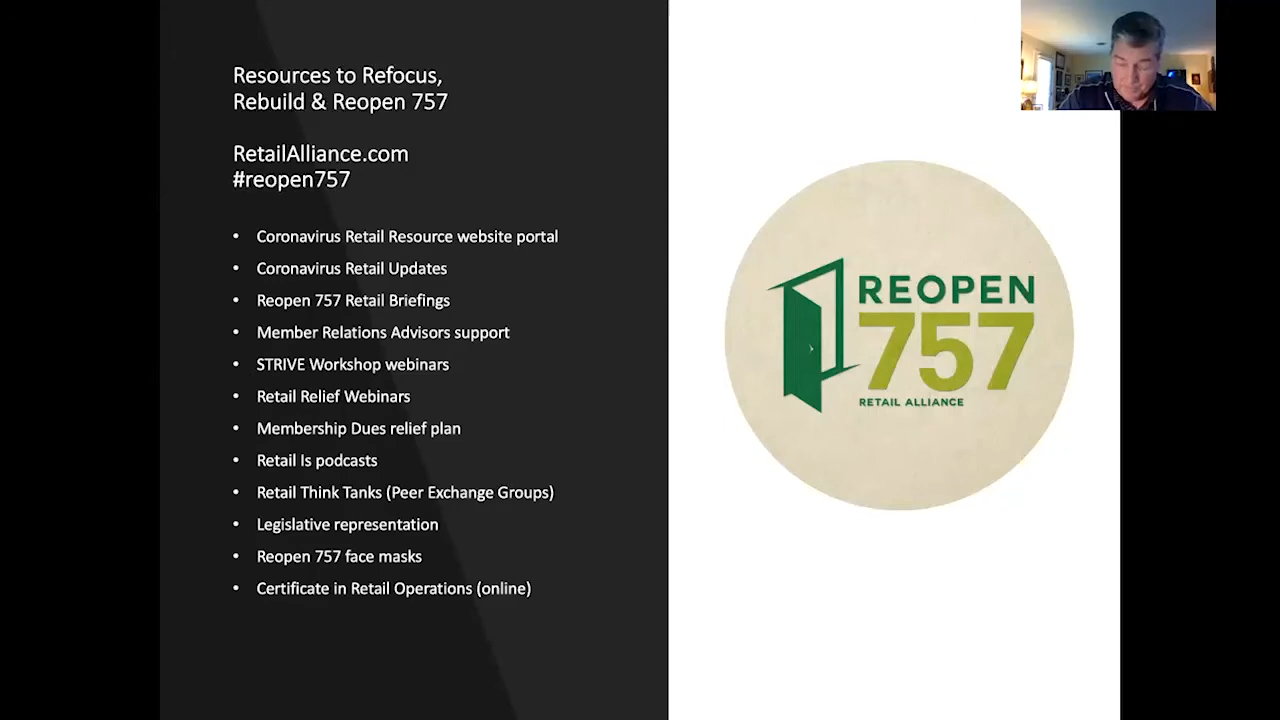 Resources to Refocus,
Rebuild & Reopen 757
RetailAlliance.com
#reopen757
• Coronavirus Retail Resource website portal
• Coronavirus Retail Updates
• Reopen 757 Retail Briefings
• Member Relations Advisors support
• STRIVE Workshop webinars
• Retail Relief Webinars
• Membership Dues relief plan
• Retail Is podcasts
• Retail Think Tanks (Peer Exchange Groups)
• Legislative representation
• Reopen 757 face masks
• Certificate in Retail Operations (online)
REOPEN
757
RETAIL ALLIANCE